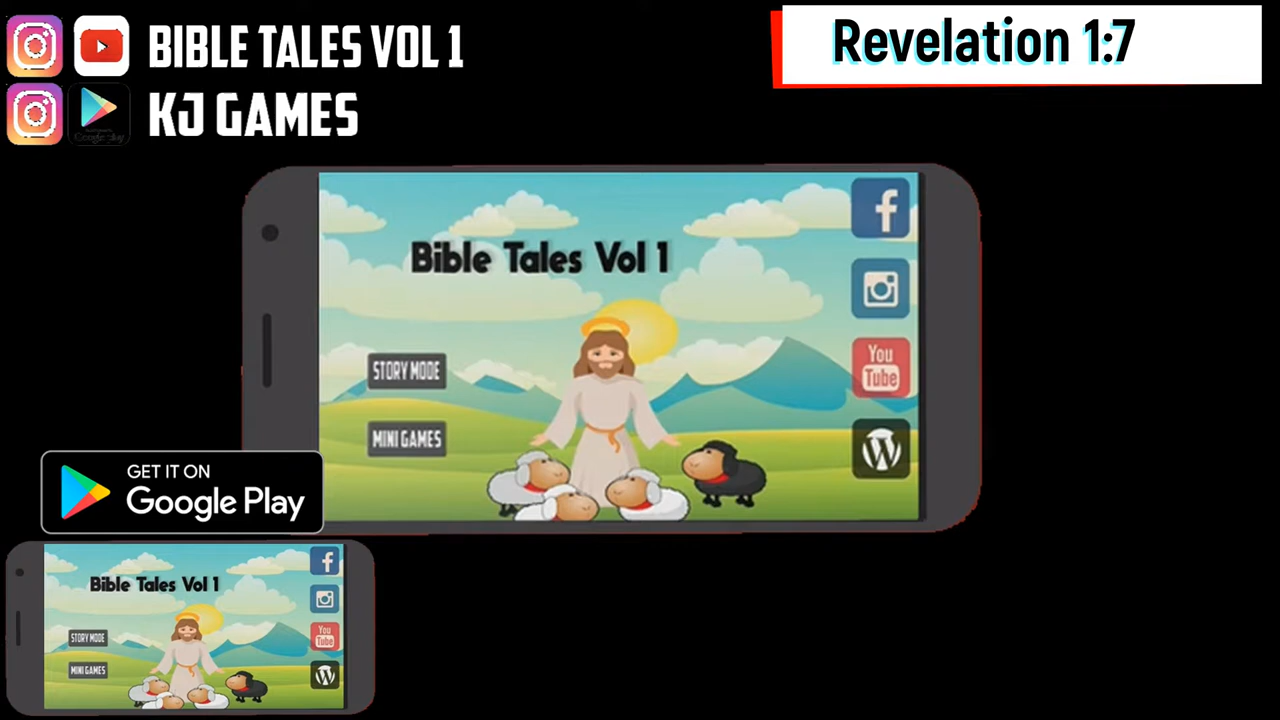 BIBLE TALES VOL 1
KJ GAMES
Revelation 1:7
Bible Tales Vol 1
STORY MODE
MINI GAMES
f
You
Tube
W
GET IT ON
Google Play
Bible Tales Vol 1
STORY MODE
MINI GAMES
f
You
Tube
W